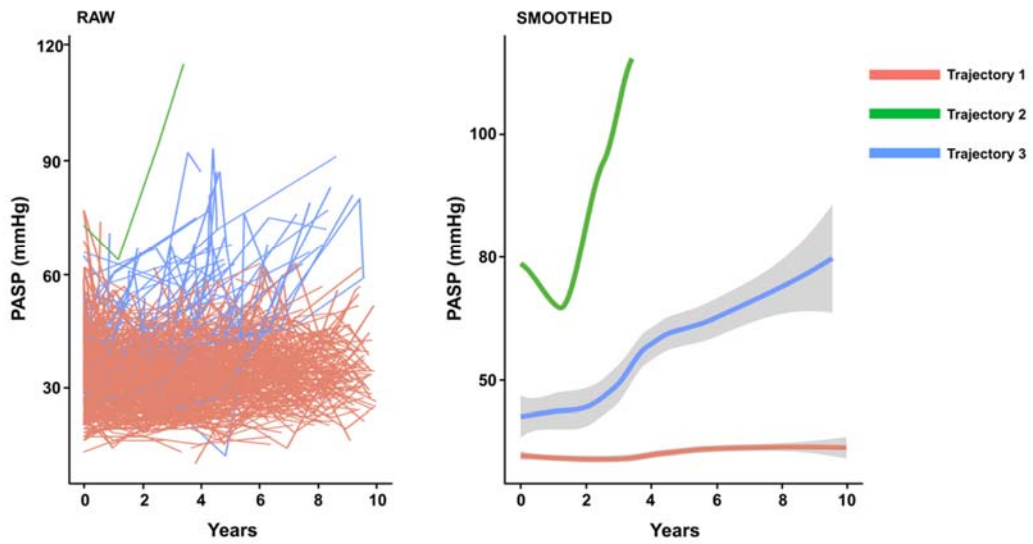 RAW
120
90
60
30
PASP (mmHg)
0 2 4 6 8 10
Years
SMOOTHED
100
80
50
PASP (mmHg)
0 2 4 6 8 10
Years
Trajectory 1
Trajectory 2
Trajectory 3